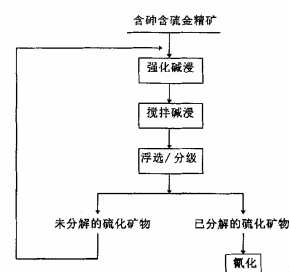 含砷含硫金精矿
强化碱浸
搅拌碱浸
浮选/分级
未分解的硫化矿物
已分解的硫化矿物
氰化